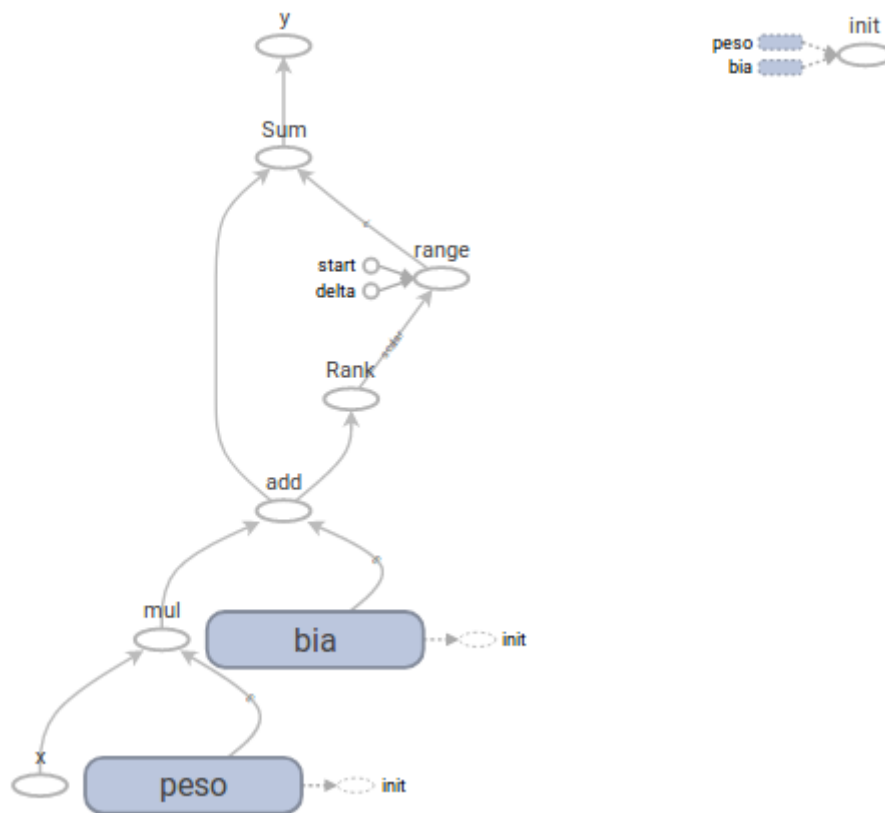 y
init
peso
bia
Sum
range
start
delta
Rank
add
mul
bia
init
x
peso
init